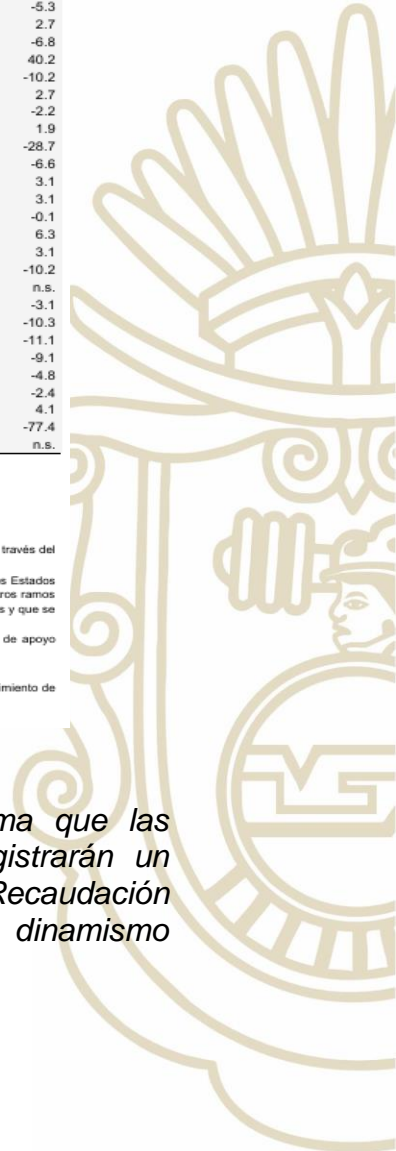 -5.3
2.7
-6.8
40.2
-10.2
2.7
-2.2
1.9
-28.7
-6.6
3.1
3.1
-0.1
6.3
3.1
-10.2
n.s.
-3.1
-10.3
-11.1
-9.1
-4.8
-2.4
4.1
-77.4
n.s.
través del
s Estados
ros ramos
s y que se
de apoyo
imiento de
ma que las
gistrarán un
Recaudación
dinamismo